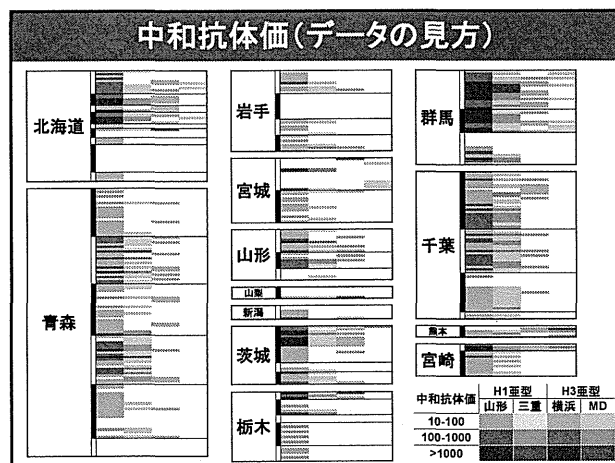 中和抗体価(データの見方)
北海道
青森
岩手
宮城
山形
山梨
新潟
茨城
栃木
群馬
千葉
熊本
宮崎
中和抗体価 H1亜型 H3亜型
山形 三重 横浜 MD
10-100
100-1000
>1000